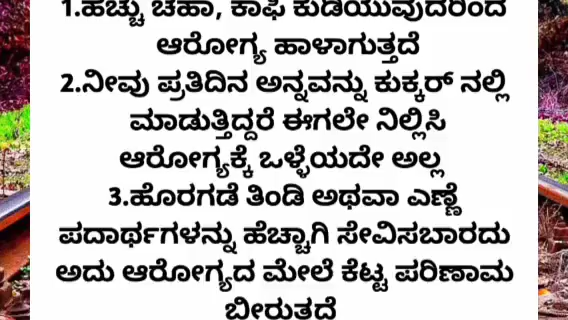 1.ಹೆಚ್ಚು ಚಹಾ, ಕಾಫಿ ಕುಡಿಯುವುದರಿಂದ
ಆರೋಗ್ಯ ಹಾಳಾಗುತ್ತದೆ
2.ನೀವು ಪ್ರತಿದಿನ ಅನ್ನವನ್ನು ಕುಕ್ಕರ್ ನಲ್ಲಿ
ಮಾಡುತ್ತಿದ್ದರೆ ಈಗಲೇ ನಿಲ್ಲಿಸಿ
ಆರೋಗ್ಯಕ್ಕೆ ಒಳ್ಳೆಯದೇ ಅಲ್ಲ
3.ಹೊರಗಡೆ ತಿಂಡಿ ಅಥವಾ ಎಣ್ಣೆ
ಪದಾರ್ಥಗಳನ್ನು ಹೆಚ್ಚಾಗಿ ಸೇವಿಸಬಾರದು
ಅದು ಆರೋಗ್ಯದ ಮೇಲೆ ಕೆಟ್ಟ ಪರಿಣಾಮ
ಬೀರುತ್ತದೆ